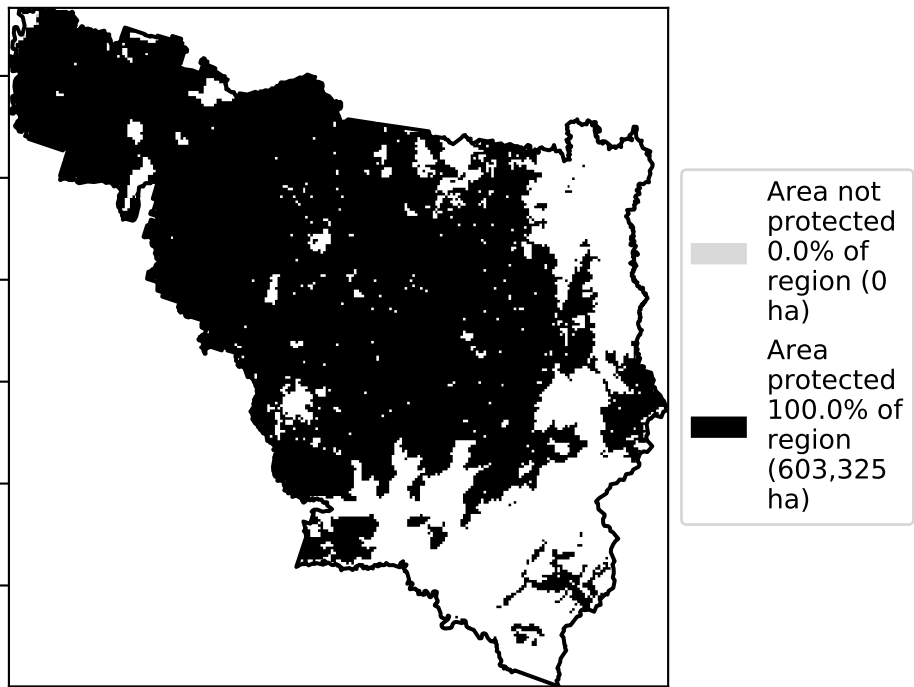 Area not
protected
0.0% of
region (0
ha)
Area
protected
100.0% of
region
(603,325
ha)